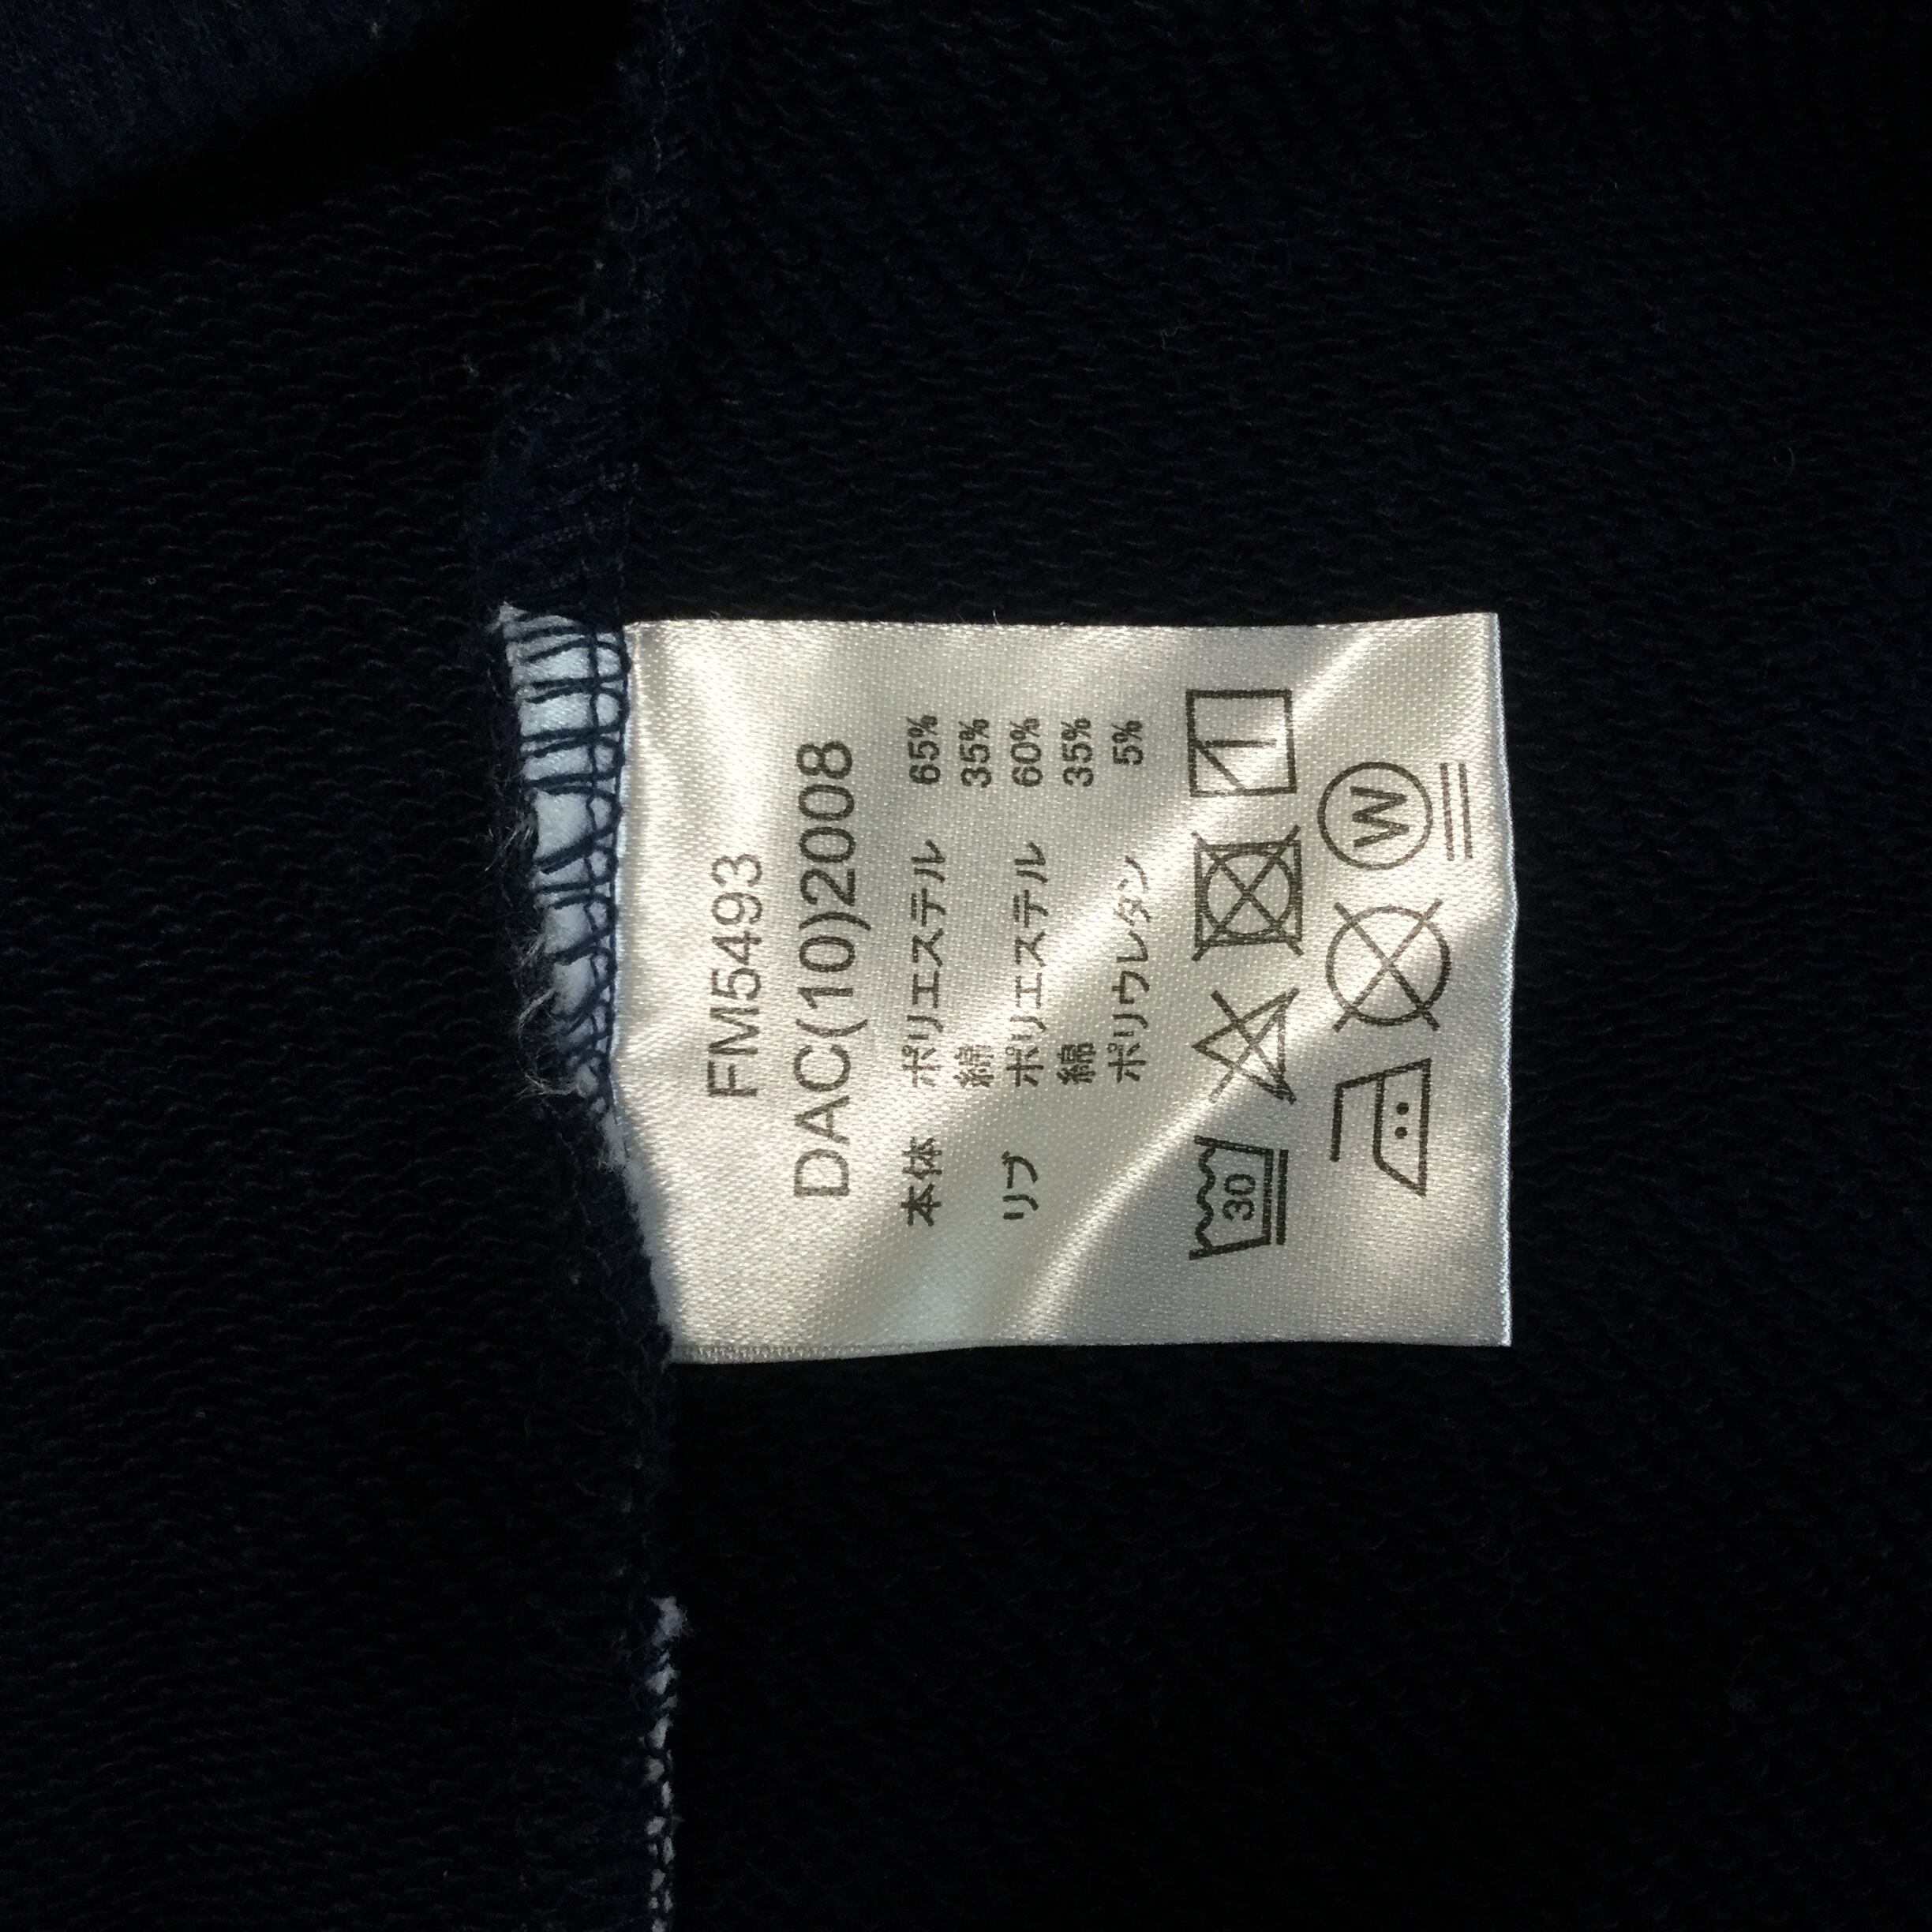 FM5493
DAC(10)2008
本体 ポリエステル 65%
綿 35%
リブ ポリエステル 60%
綿 35%
ポリウレタン 5%
30
W